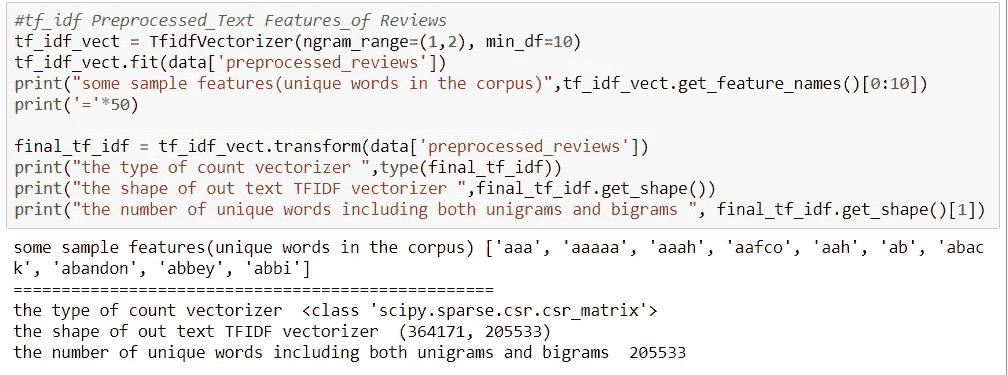 #tf_idf Preprocessed_Text Features_of Reviews
tf_idf_vect = TfidfVectorizer(ngram_range=(1,2), min_df=10)
tf_idf_vect.fit(data['preprocessed_reviews'])
print("some sample features(unique words in the corpus)",tf_idf_vect.get_feature_names()[0:10])
print('='*50)

final_tf_idf = tf_idf_vect.transform(data['preprocessed_reviews'])
print("the type of count vectorizer ",type(final_tf_idf))
print("the shape of out text TFIDF vectorizer ",final_tf_idf.get_shape())
print("the number of unique words including both unigrams and bigrams ", final_tf_idf.get_shape()[1])
some sample features(unique words in the corpus) ['aaa', 'aaaaa', 'aaah', 'aafco', 'aah', 'ab', 'abac
k', 'abandon', 'abbey', 'abbi']
==================================================
the type of count vectorizer  <class 'scipy.sparse.csr.csr_matrix'>
the shape of out text TFIDF vectorizer  (364171, 205533)
the number of unique words including both unigrams and bigrams  205533